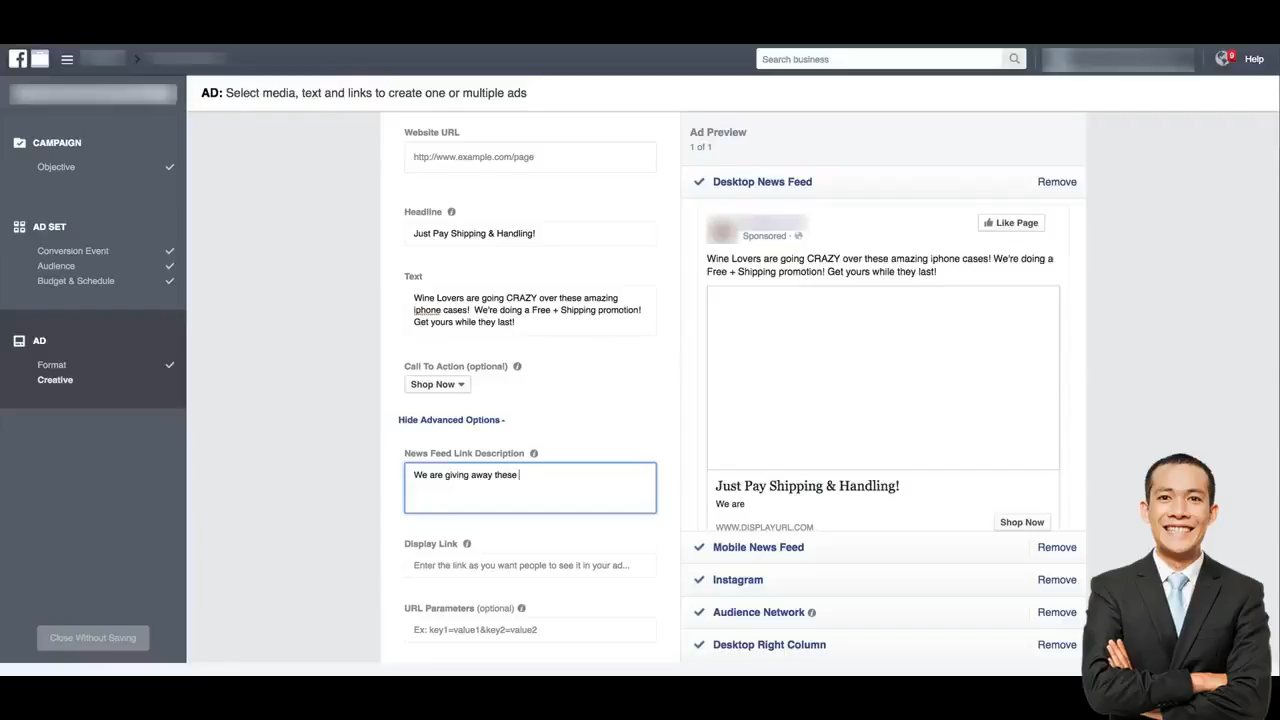 Search business
9
Help
AD: Select media, text and links to create one or multiple ads
CAMPAIGN
Objective
AD SET
Conversion Event
Audience
Budget & Schedule
AD
Format
Creative
Close Without Saving
Website URL
http://www.example.com/page
Headline
Just Pay Shipping & Handling!
Text
Wine Lovers are going CRAZY over these amazing
iphone cases! We're doing a Free + Shipping promotion!
Get yours while they last!
Call To Action (optional)
Shop Now
Hide Advanced Options -
News Feed Link Description
We are giving away these
Display Link
Enter the link as you want people to see it in your ad...
URL Parameters (optional)
Ex: key1=value1&key2=value2
Ad Preview
1 of 1
Desktop News Feed
Remove
Sponsored ·
Like Page
Wine Lovers are going CRAZY over these amazing iphone cases! We're doing a
Free + Shipping promotion! Get yours while they last!
Just Pay Shipping & Handling!
We are
WWW.DISPLAYURL.COM
Shop Now
Mobile News Feed
Remove
Instagram
Remove
Audience Network
Remove
Desktop Right Column
Remove